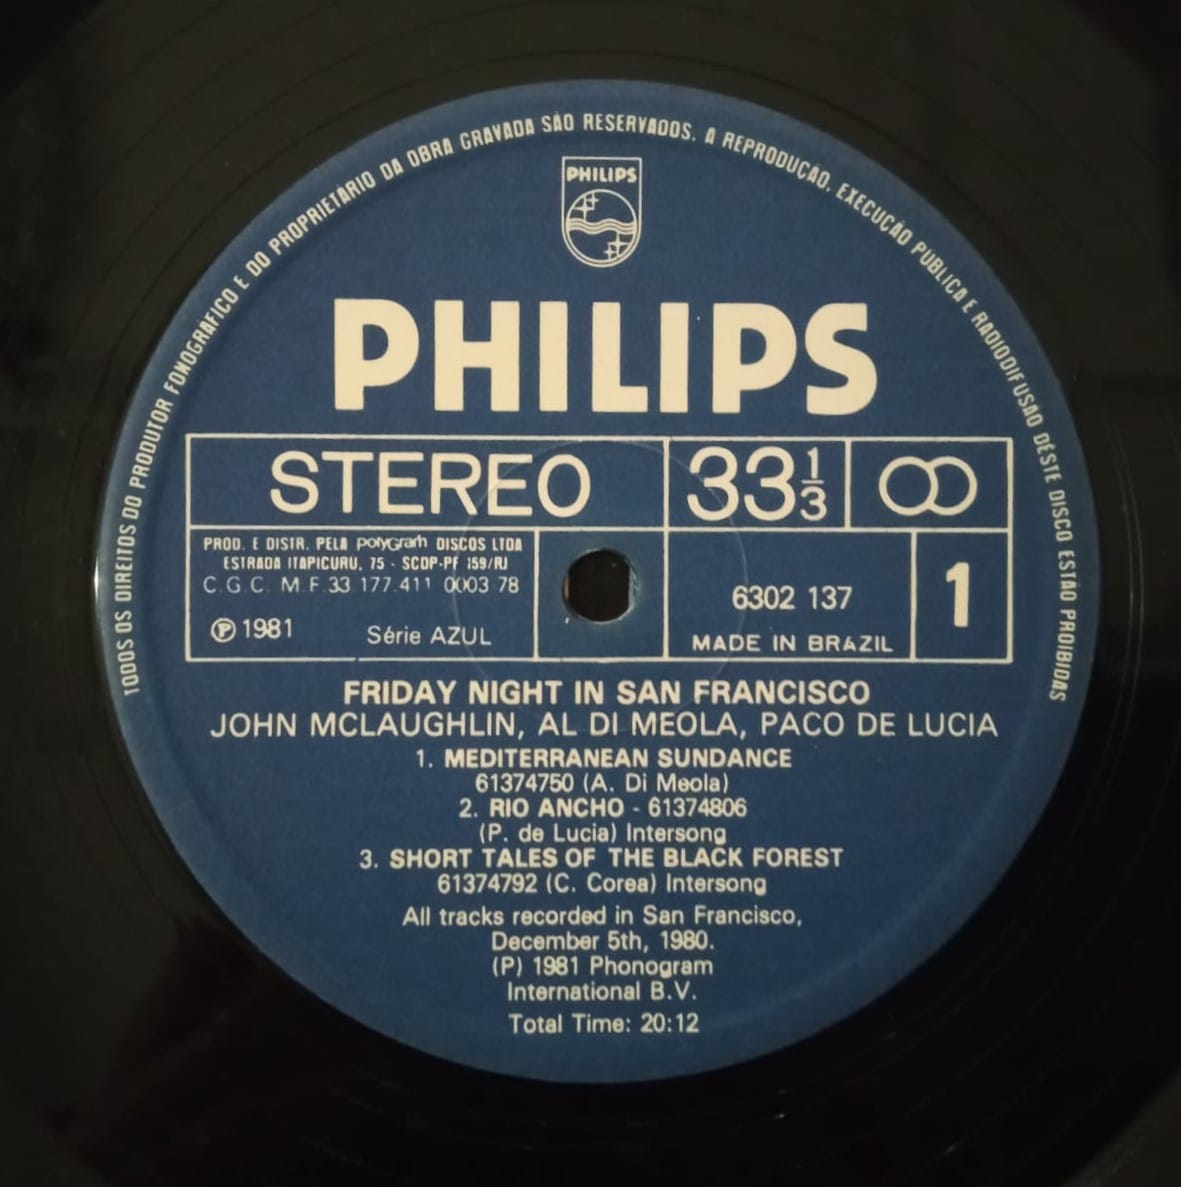 TODOS OS DIREITOS DO PRODUTOR FONOGRÁFICO E DO PROPRIETÁRIO DA OBRA GRAVADA SÃO RESERVADOS. A REPRODUÇÃO, EXECUÇÃO PÚBLICA E RADIODIFUSÃO DÊSTE DISCO ESTÃO PROIBIDAS
PHILIPS
PHILIPS
STEREO 33 1/3
PROD. E DISTR. PELA polyGram DISCOS LTDA
ESTRADA ITAPICURU, 75 - SCDP-PF 159/RJ
C.G.C. M.F. 33.177.411 0003 78
Ⓟ 1981 Série AZUL
6302 137
MADE IN BRAZIL
1
FRIDAY NIGHT IN SAN FRANCISCO
JOHN MCLAUGHLIN, AL DI MEOLA, PACO DE LUCIA
1. MEDITERRANEAN SUNDANCE
61374750 (A. Di Meola)
2. RIO ANCHO - 61374806
(P. de Lucia) Intersong
3. SHORT TALES OF THE BLACK FOREST
61374792 (C. Corea) Intersong
All tracks recorded in San Francisco,
December 5th, 1980.
(P) 1981 Phonogram
International B.V.
Total Time: 20:12